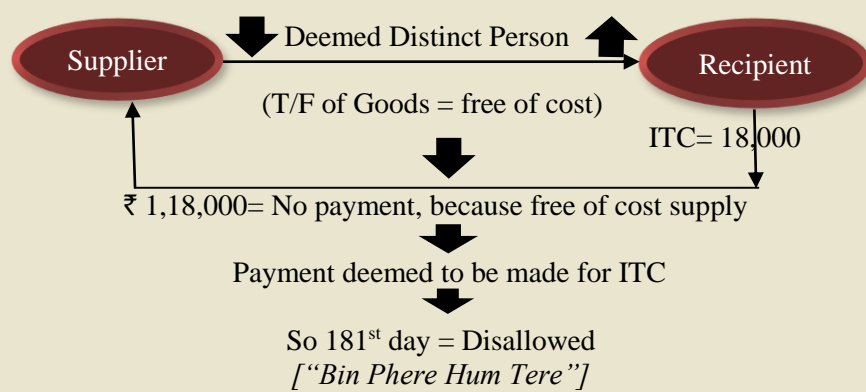 Deemed Distinct Person
Supplier
Recipient
(T/F of Goods = free of cost)
ITC= 18,000
₹ 1,18,000= No payment, because free of cost supply
Payment deemed to be made for ITC
So 181st day = Disallowed
[“Bin Phere Hum Tere”]